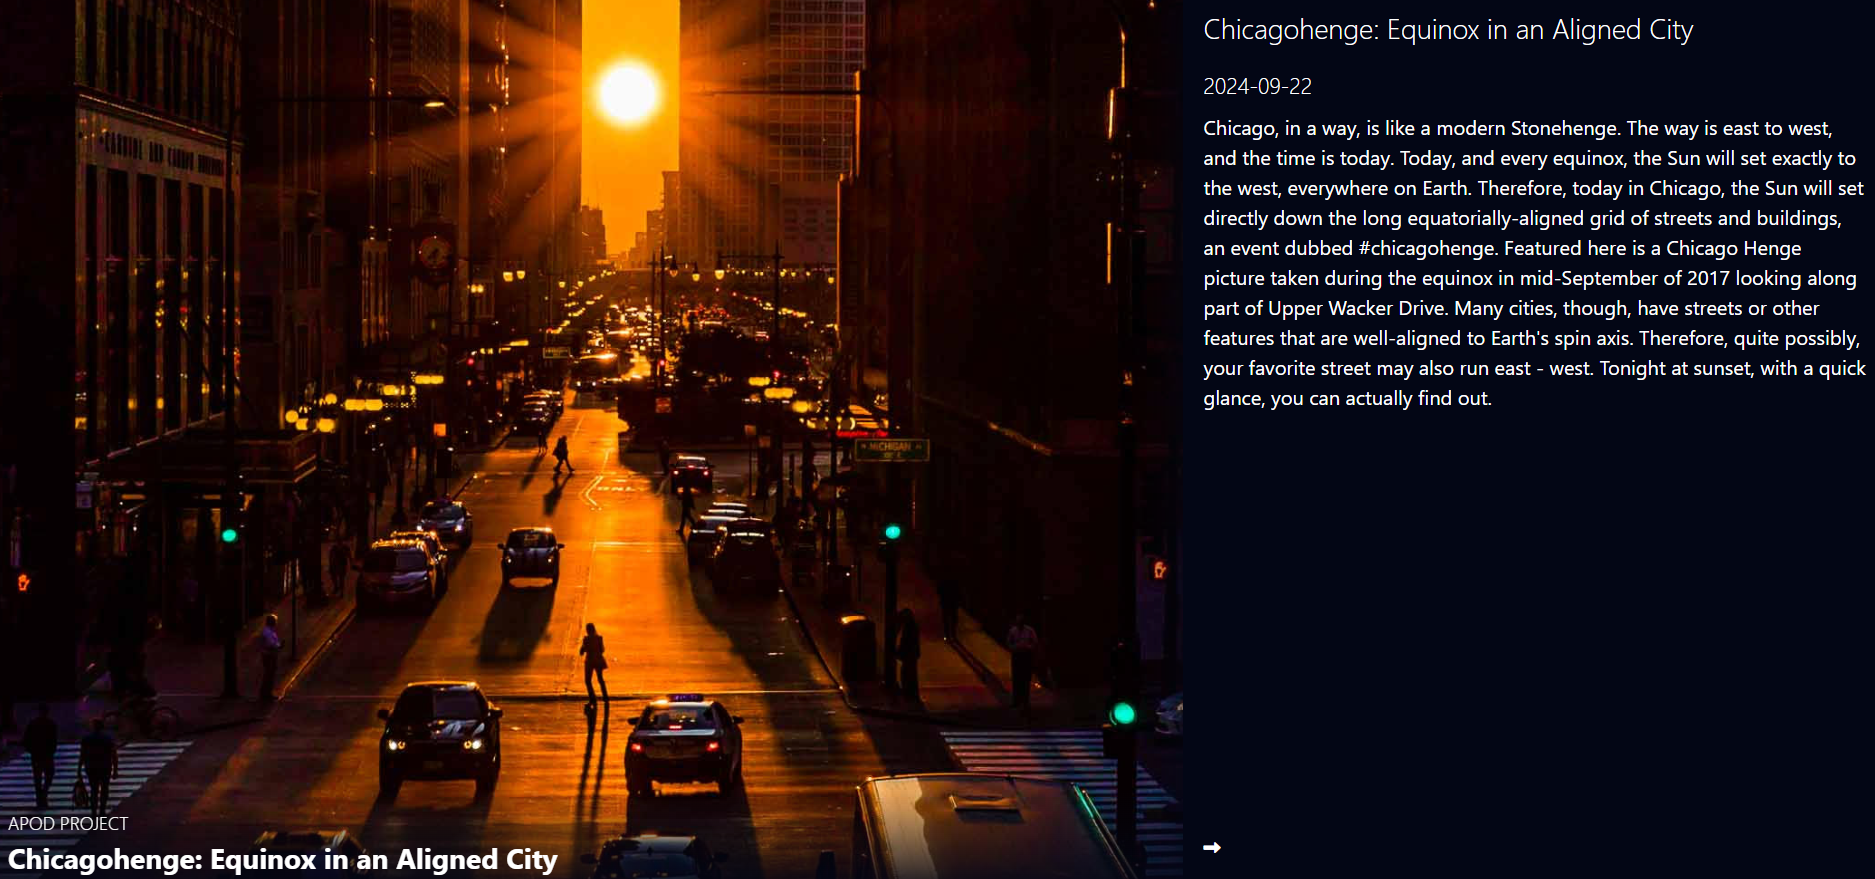 CARBIDE AND CARBON BUILDING
MICHIGAN
APOD PROJECT
Chicagohenge: Equinox in an Aligned City
Chicagohenge: Equinox in an Aligned City
2024-09-22
Chicago, in a way, is like a modern Stonehenge. The way is east to west,
and the time is today. Today, and every equinox, the Sun will set exactly to
the west, everywhere on Earth. Therefore, today in Chicago, the Sun will set
directly down the long equatorially-aligned grid of streets and buildings,
an event dubbed #chicagohenge. Featured here is a Chicago Henge
picture taken during the equinox in mid-September of 2017 looking along
part of Upper Wacker Drive. Many cities, though, have streets or other
features that are well-aligned to Earth's spin axis. Therefore, quite possibly,
your favorite street may also run east - west. Tonight at sunset, with a quick
glance, you can actually find out.